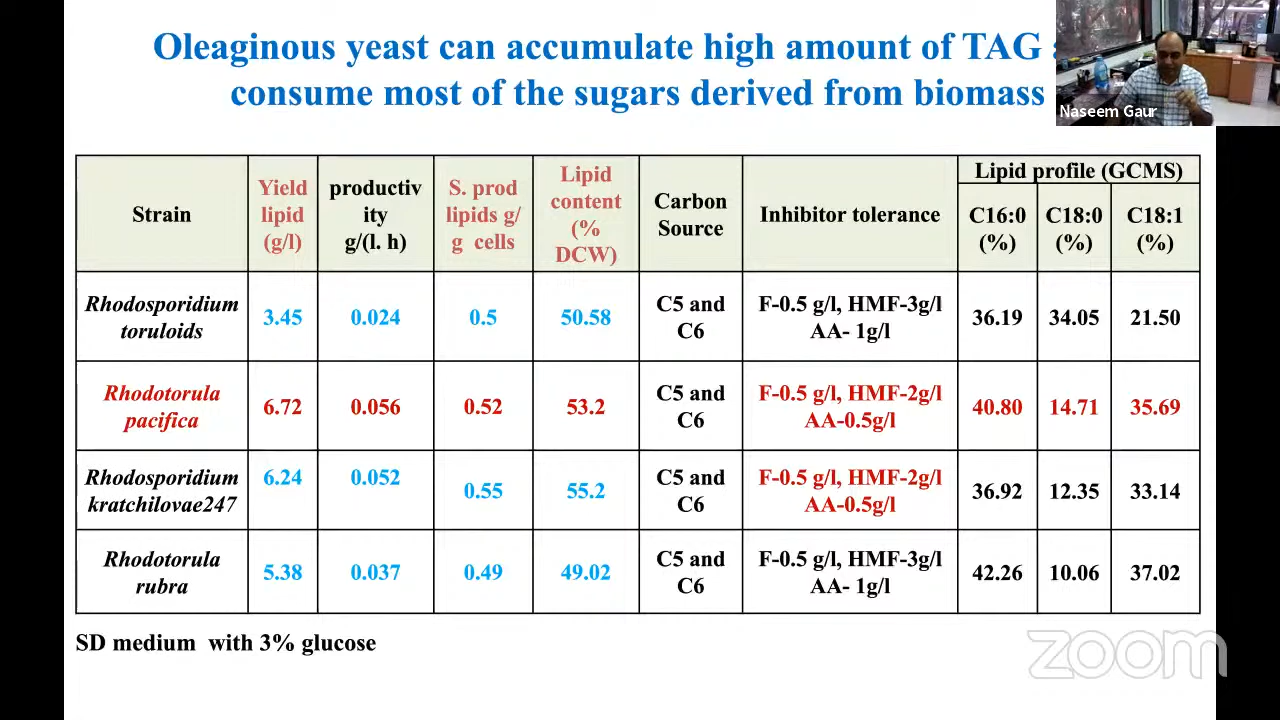 Oleaginous yeast can accumulate high amount of TAG
consume most of the sugars derived from biomass
Naseem Gaur
Strain
Yield
lipid
(g/l)
productiv
ity
g/(l. h)
S. prod
lipids g/
g cells
Lipid
content
(%
DCW)
Carbon
Source
Inhibitor tolerance
Lipid profile (GCMS)
C16:0
(%)
C18:0
(%)
C18:1
(%)
Rhodosporidium
toruloids
3.45
0.024
0.5
50.58
C5 and
C6
F-0.5 g/l, HMF-3g/l
AA- 1g/l
36.19
34.05
21.50
Rhodotorula
pacifica
6.72
0.056
0.52
53.2
C5 and
C6
F-0.5 g/l, HMF-2g/l
AA-0.5g/l
40.80
14.71
35.69
Rhodosporidium
kratchilovae247
6.24
0.052
0.55
55.2
C5 and
C6
F-0.5 g/l, HMF-2g/l
AA-0.5g/l
36.92
12.35
33.14
Rhodotorula
rubra
5.38
0.037
0.49
49.02
C5 and
C6
F-0.5 g/l, HMF-3g/l
AA- 1g/l
42.26
10.06
37.02
SD medium with 3% glucose
zoom